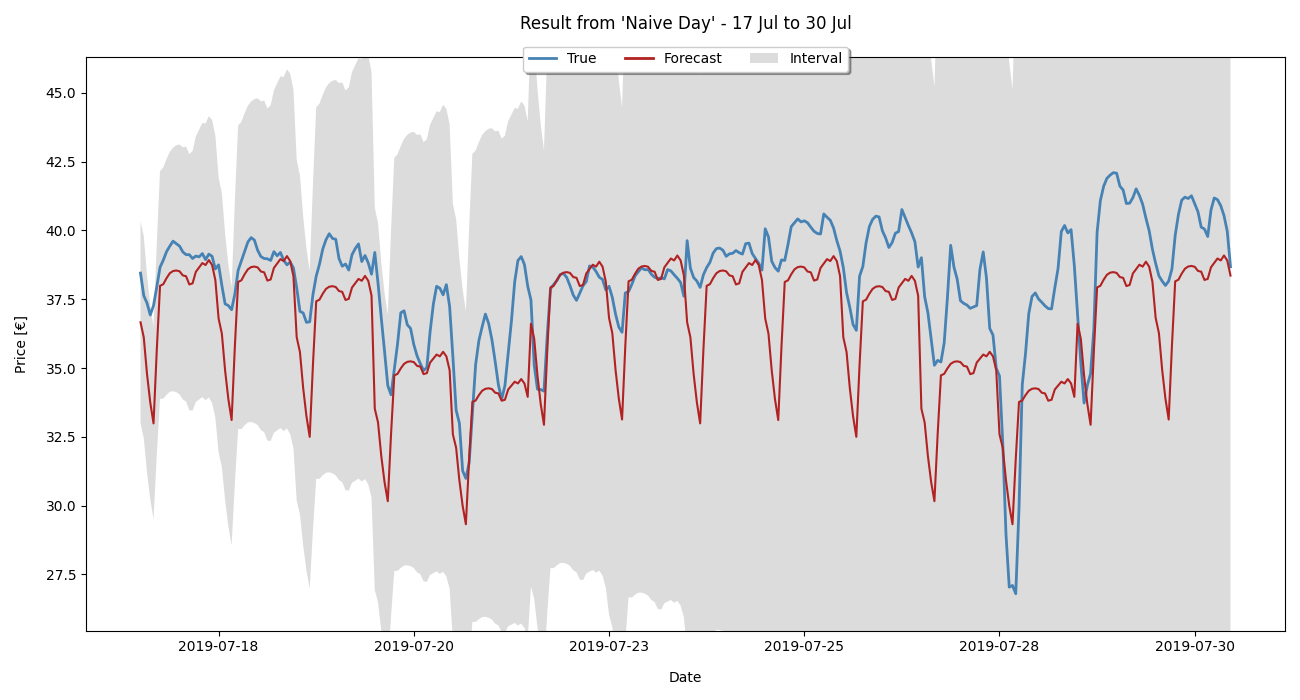 Result from 'Naive Day' - 17 Jul to 30 Jul
True Forecast Interval
45.0
42.5
40.0
37.5
35.0
32.5
30.0
27.5
Price [€]
2019-07-18 2019-07-20 2019-07-23 2019-07-25 2019-07-28 2019-07-30
Date